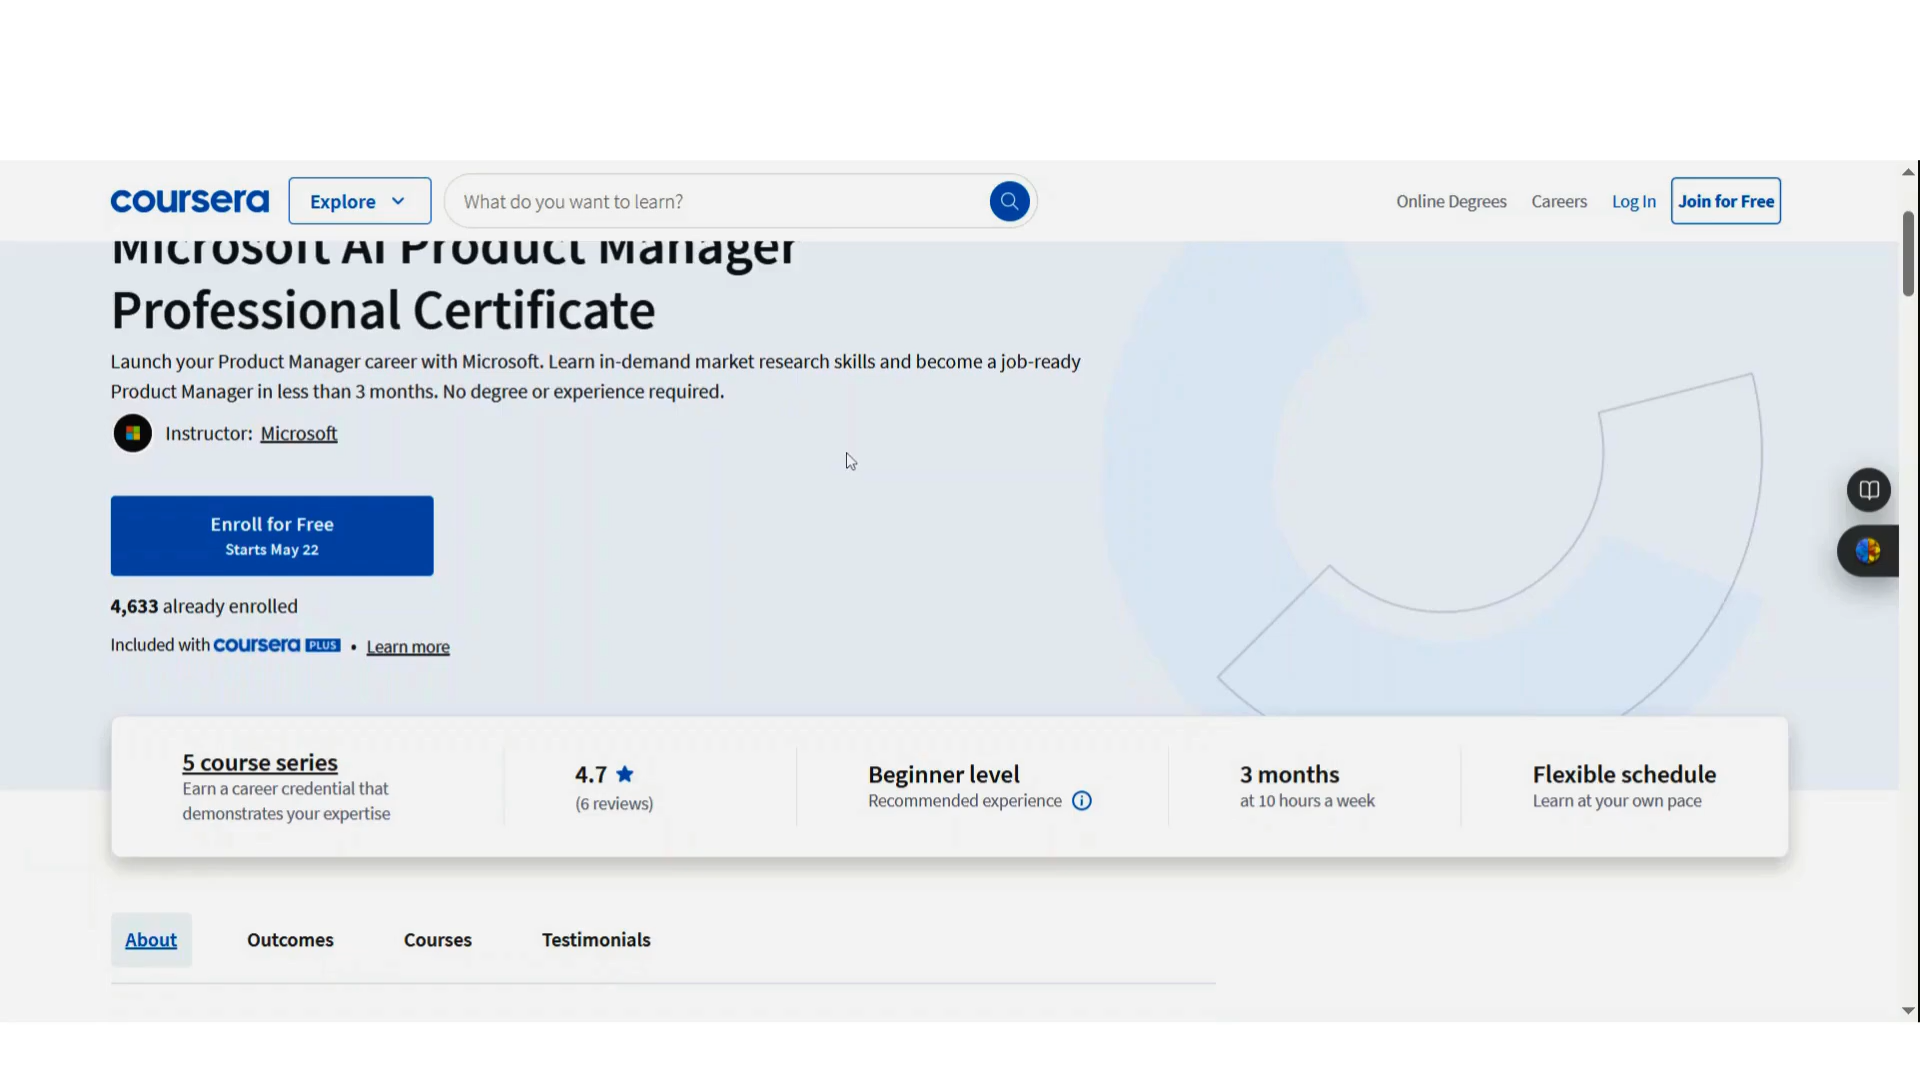 coursera
Explore
What do you want to learn?
Online Degrees
Careers
Log In
Join for Free
Microsoft AI Product Manager
Professional Certificate
Launch your Product Manager career with Microsoft. Learn in-demand market research skills and become a job-ready
Product Manager in less than 3 months. No degree or experience required.
Instructor: Microsoft
Enroll for Free
Starts May 22
4,633 already enrolled
Included with coursera PLUS • Learn more
5 course series
Earn a career credential that
demonstrates your expertise
4.7 ★
(6 reviews)
Beginner level
Recommended experience
3 months
at 10 hours a week
Flexible schedule
Learn at your own pace
About
Outcomes
Courses
Testimonials